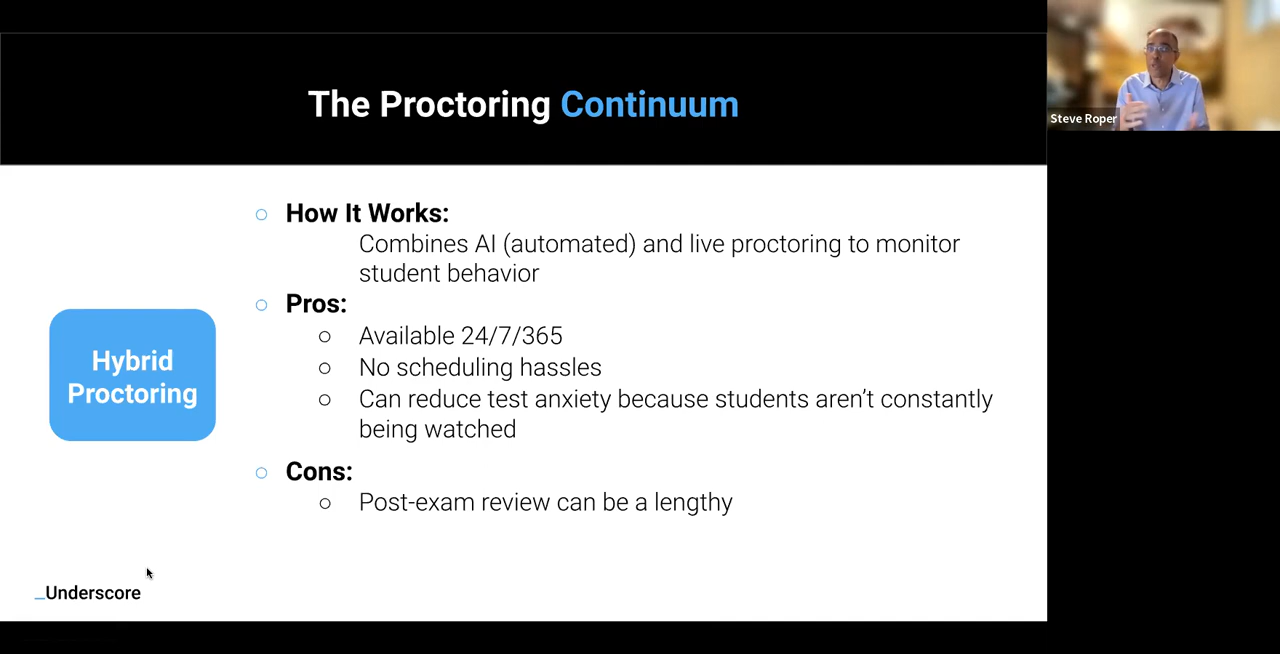 The Proctoring Continuum
Steve Roper
Hybrid
Proctoring
○ How It Works:
Combines AI (automated) and live proctoring to monitor
student behavior
○ Pros:
○ Available 24/7/365
○ No scheduling hassles
○ Can reduce test anxiety because students aren’t constantly
being watched
○ Cons:
○ Post-exam review can be a lengthy
_Underscore